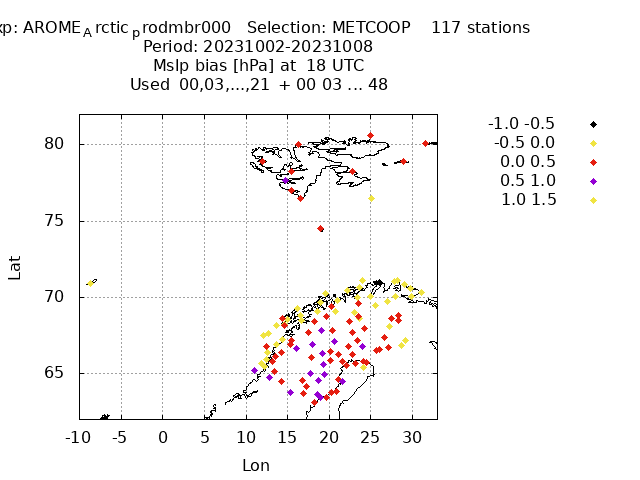 xp: AROME_Arctic_prodmbr000 Selection: METCOOP 117 stations
Period: 20231002-20231008
Mslp bias [hPa] at 18 UTC
Used 00,03,...,21 + 00 03 ... 48
-1.0 -0.5
-0.5 0.0
0.0 0.5
0.5 1.0
1.0 1.5
80
75
70
65
Lat
-10 -5 0 5 10 15 20 25 30
Lon